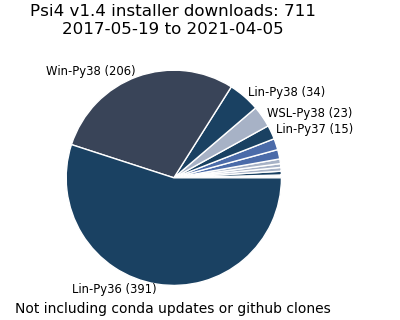 Psi4 v1.4 installer downloads: 711
2017-05-19 to 2021-04-05
Win-Py38 (206)
Lin-Py38 (34)
WSL-Py38 (23)
Lin-Py37 (15)
Lin-Py36 (391)
Not including conda updates or github clones